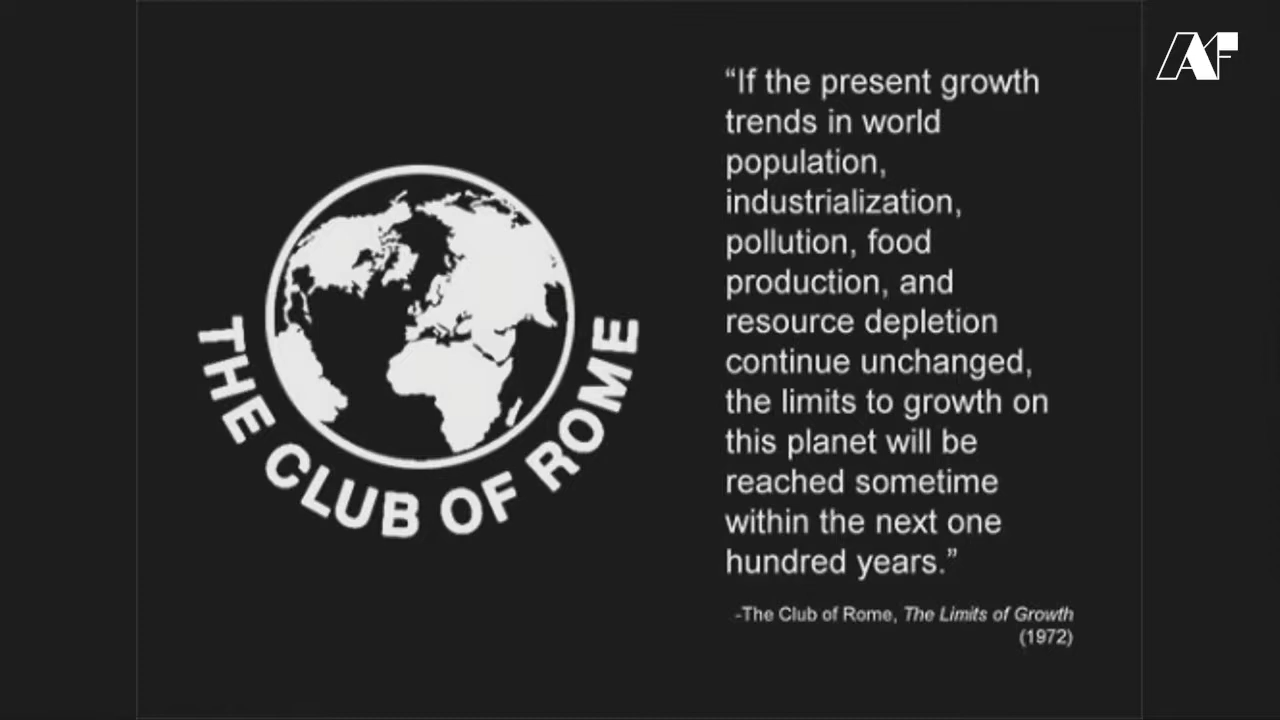 AF
THE CLUB OF ROME
“If the present growth
trends in world
population,
industrialization,
pollution, food
production, and
resource depletion
continue unchanged,
the limits to growth on
this planet will be
reached sometime
within the next one
hundred years.”
-The Club of Rome, The Limits of Growth
(1972)